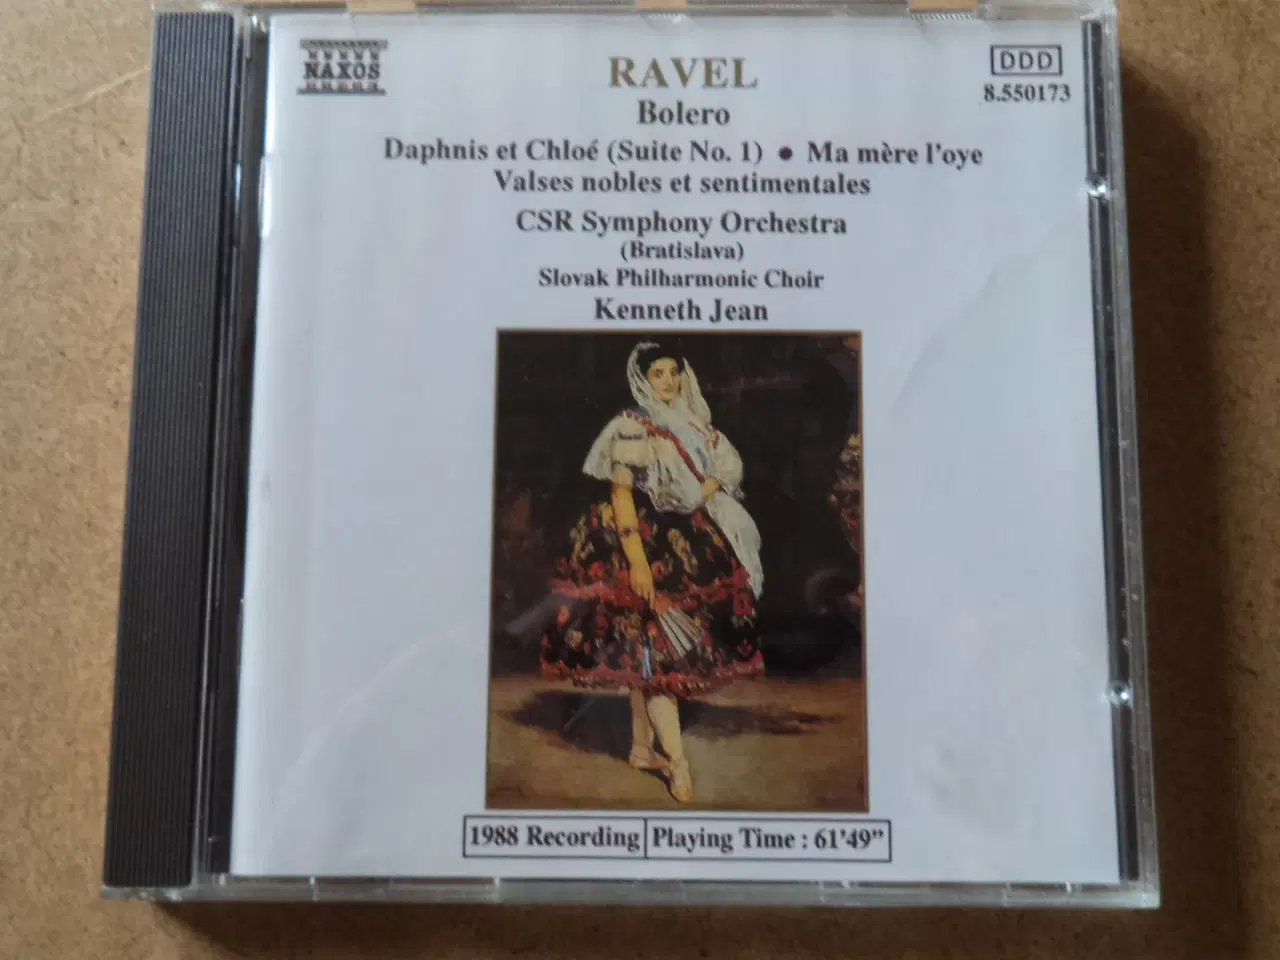 NAXOS
DDD
8.550173
RAVEL
Bolero
Daphnis et Chloé (Suite No. 1) • Ma mère l'oye
Valses nobles et sentimentales
CSR Symphony Orchestra
(Bratislava)
Slovak Philharmonic Choir
Kenneth Jean
1988 Recording
Playing Time : 61'49”